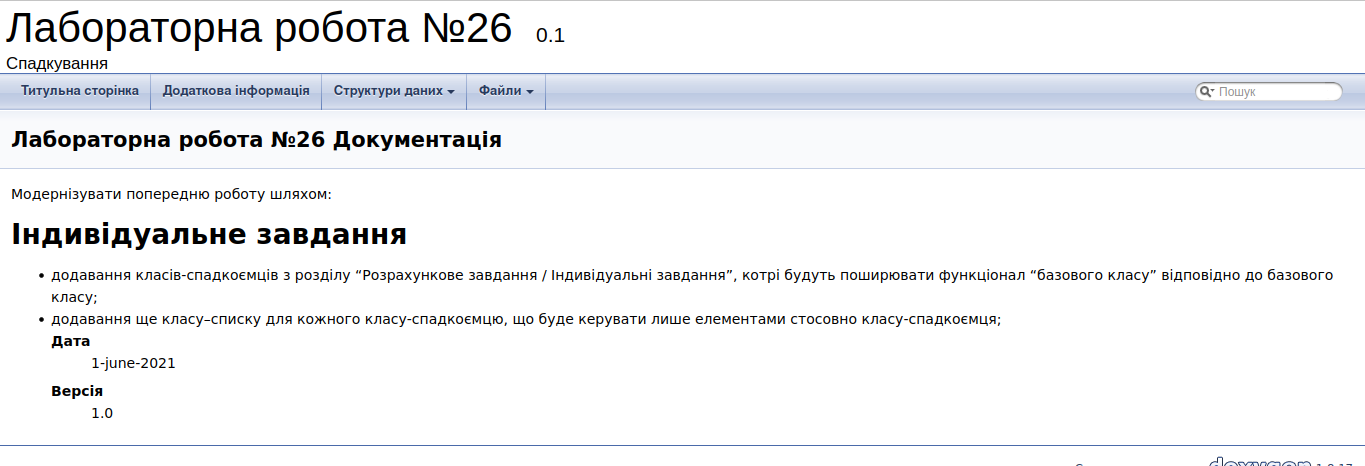 Лабораторна робота №26 0.1
Спадкування
Титульна сторінка Додаткова інформація Структури даних Файли Пошук
Лабораторна робота №26 Документація
Модернізувати попередню роботу шляхом:
Індивідуальне завдання
• додавання класів-спадкоємців з розділу “Розрахункове завдання / Індивідуальні завдання”, котрі будуть поширювати функціонал “базового класу” відповідно до базового
класу;
• додавання ще класу–списку для кожного класу-спадкоємцю, що буде керувати лише елементами стосовно класу-спадкоємця;
Дата
1-june-2021
Версія
1.0